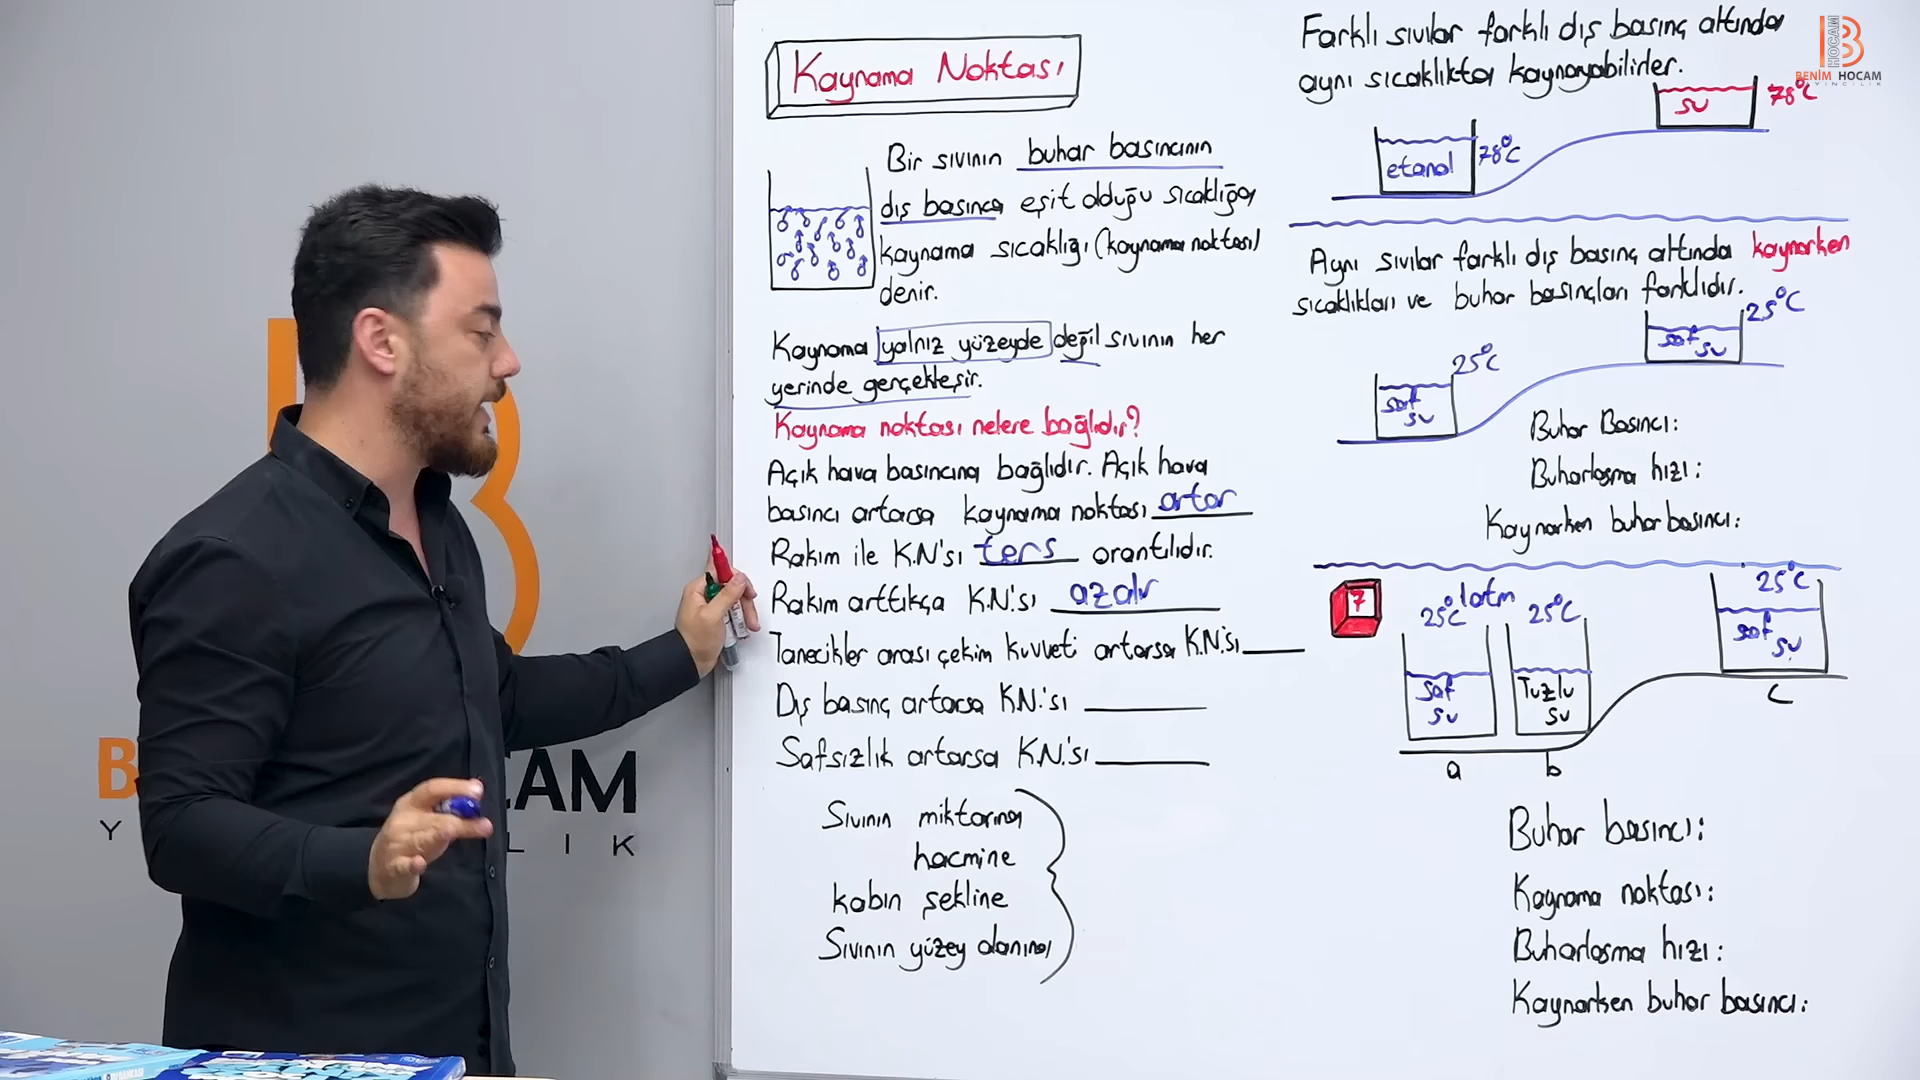 Kaynama Noktası
Bir sıvının buhar basıncının
dış basınca eşit olduğu sıcaklığa
kaynama sıcaklığı (kaynama noktası)
denir.
Kaynama yalnız yüzeyde değil sıvının her
yerinde gerçekleşir.
Kaynama noktası nelere bağlıdır?
Açık hava basıncına bağlıdır. Açık hava
basıncı artarsa kaynama noktası artar
Rakım ile K.N'sı ters orantılıdır.
Rakım arttıkça K.N.'sı azalır
Tanecikler arası çekim kuvveti artarsa K.N.'sı
Dış basınç artarsa K.N.'sı
Safsızlık artarsa K.N.'sı
Sıvının miktarına
hacmine
kabın şekline
Sıvının yüzey alanına
Farklı sıvılar farklı dış basınç altında
aynı sıcaklıkta kaynayabilirler.
su 78°C
etanol 78°C
Aynı sıvılar farklı dış basınç altında kaynarken
sıcaklıkları ve buhar basınçları farklıdır.
25°C
saf
su
25°C
saf
su
Buhar Basıncı:
Buharlaşma hızı:
Kaynarken buhar basıncı:
7
25°C 1atm 25°C
saf
su
Tuzlu
su
25°C
saf
su
a b c
Buhar basıncı:
Kaynama noktası:
Buharlaşma hızı:
Kaynarken buhar basıncı:
HOCAM
BENİM HOCAM
YAYINCILIK
B CAM
Y LIK